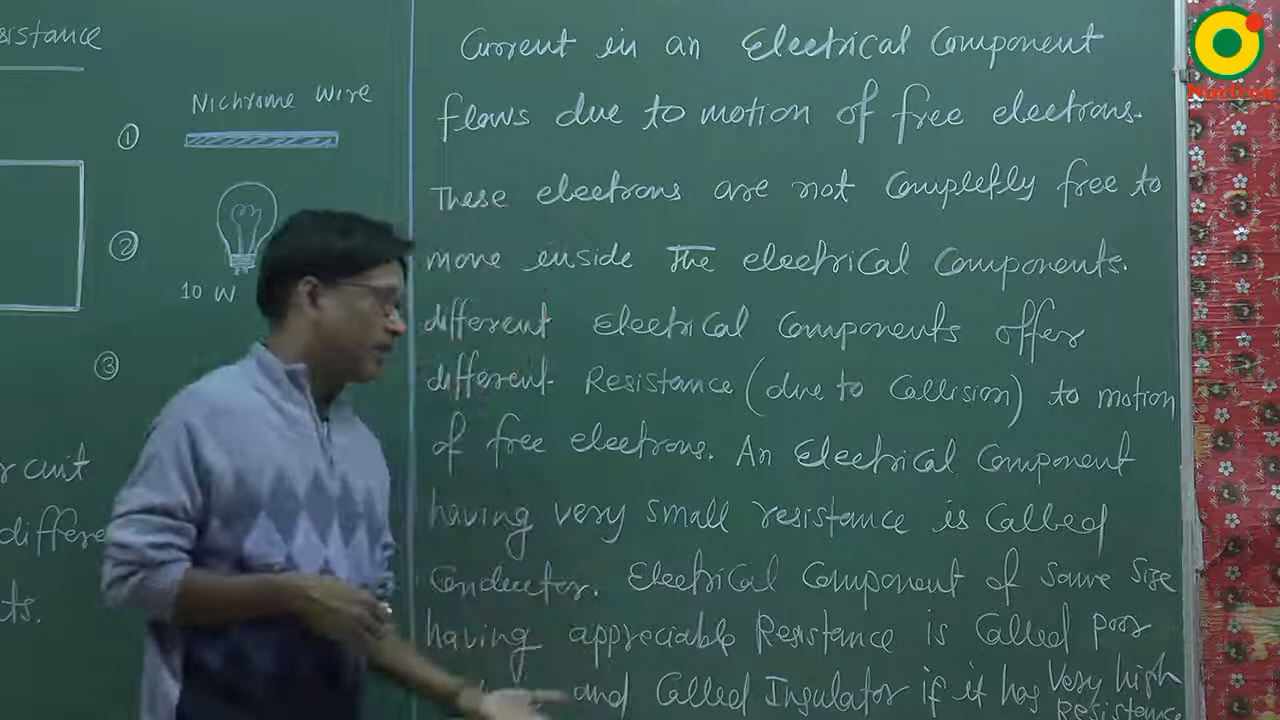 sistance
Nichrome wire
①
②
10 W
③
cuit
differe
ts.
Current in an Electrical Component
flows due to motion of free electrons.
These electrons are not Completly free to
move inside The electrical Components.
different Electrical Components offer
different Resistance (due to Collision) to motion
of free electrons. An Electrical Component
having very small resistance is Called
Conductor. Electrical Component of same size
having appreciable Resistance is Called poor
and Called Insulator if it has Very high
Resistance
Nucleon